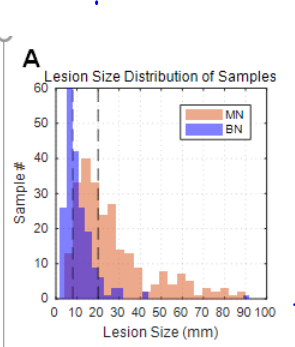 A
Lesion Size Distribution of Samples
60
50
40
30
20
10
0
Sample #
MN
BN
0 10 20 30 40 50 60 70 80 90 100
Lesion Size (mm)